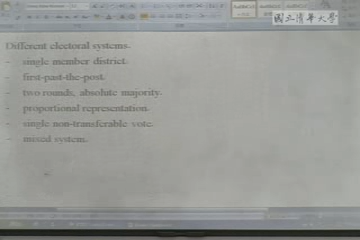 國立清華大學
Different electoral systems.
- single member district.
- first-past-the-post.
- two rounds, absolute majority.
- proportional representation.
- single non-transferable vote.
- mixed system.